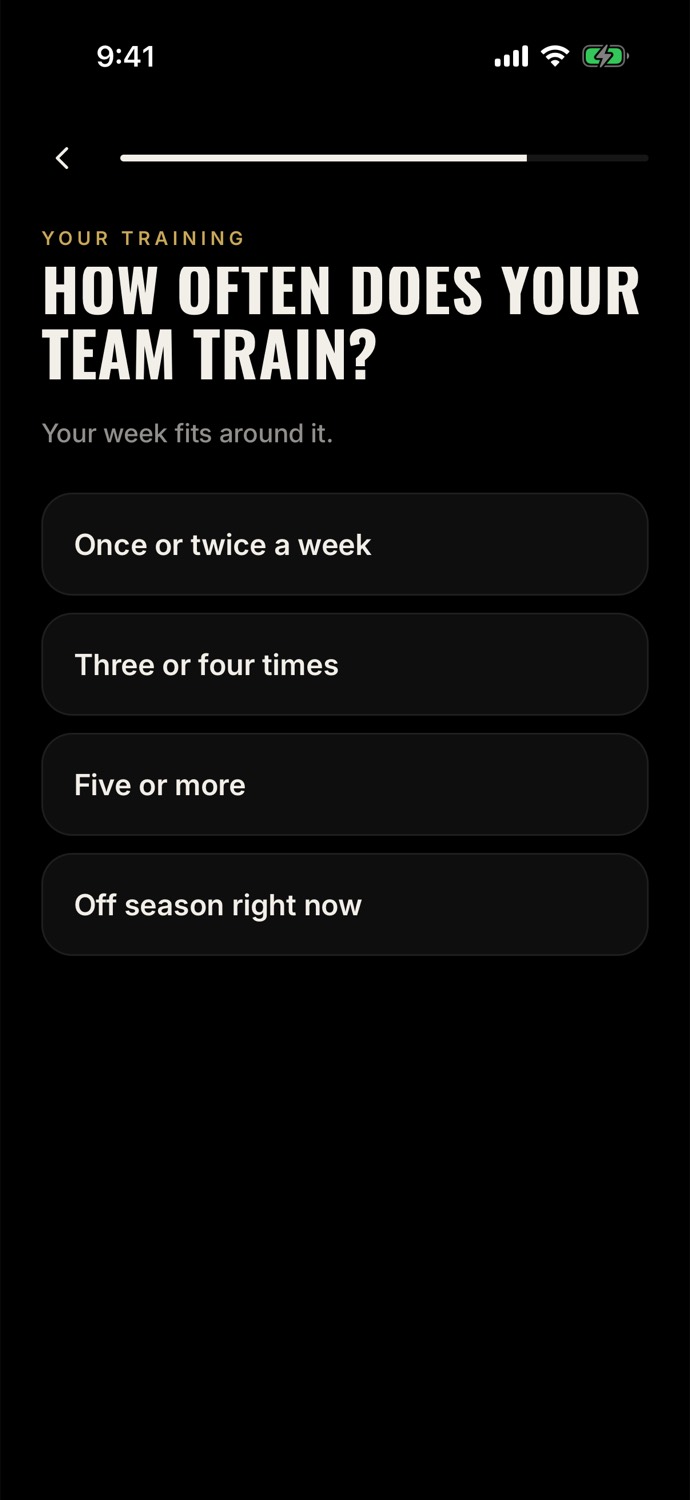 9:41
YOUR TRAINING
HOW OFTEN DOES YOUR
TEAM TRAIN?
Your week fits around it.
Once or twice a week
Three or four times
Five or more
Off season right now